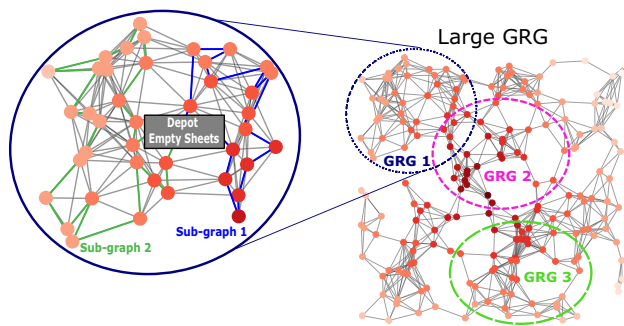 Large GRG
Depot
Empty Sheets
GRG 1
GRG 2
Sub-graph 1
Sub-graph 2
GRG 3